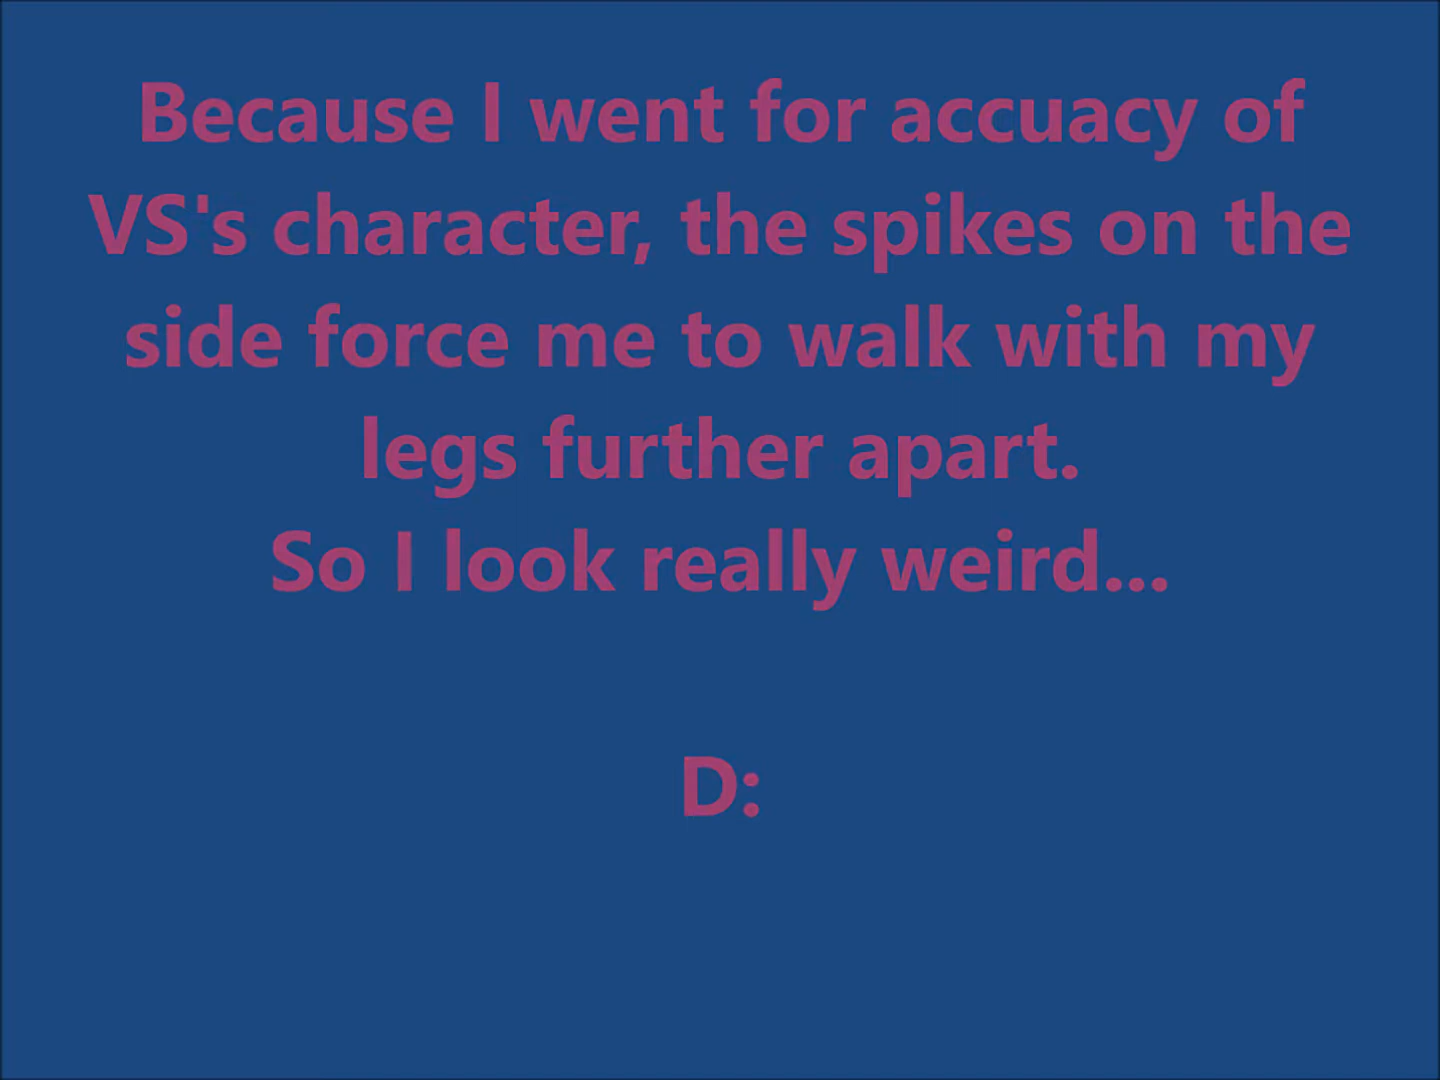 Because I went for accuacy of
VS's character, the spikes on the
side force me to walk with my
legs further apart.
So I look really weird...
D: